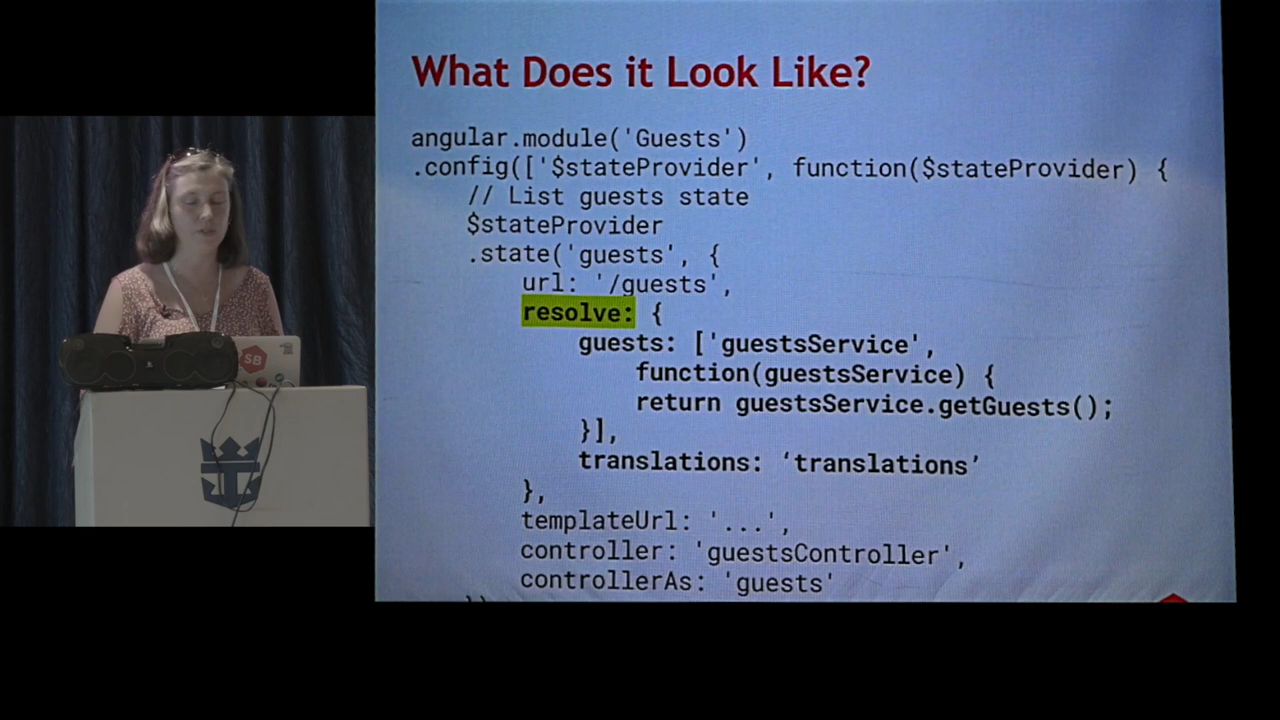 What Does it Look Like?
angular.module('Guests')
.config(['$stateProvider', function($stateProvider) {
// List guests state
$stateProvider
.state('guests', {
url: '/guests',
resolve: {
guests: ['guestsService',
function(guestsService) {
return guestsService.getGuests();
}],
translations: ‘translations’
},
templateUrl: '...',
controller: 'guestsController',
controllerAs: 'guests'
})
SB